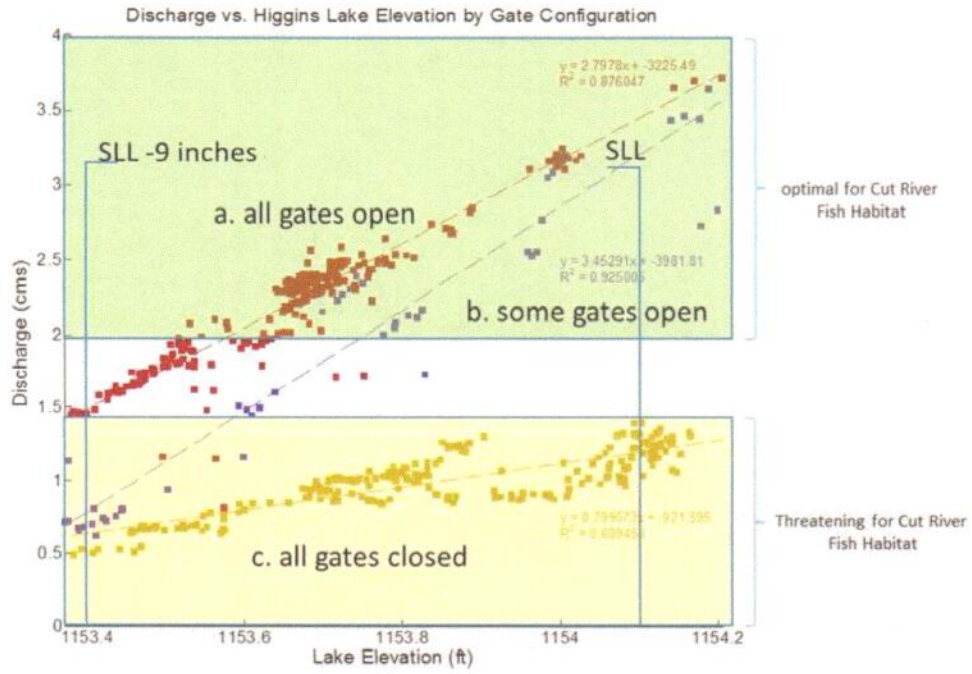 Discharge vs. Higgins Lake Elevation by Gate Configuration
4
y = 2.7978x + -3225.49
R² = 0.876047
3.5
SLL -9 inches
SLL
3
a. all gates open
optimal for Cut River
Fish Habitat
2.5
y = 3.45291x + -3981.81
R² = 0.925005
b. some gates open
2
Discharge (cms)
1.5
1
Threatening for Cut River
Fish Habitat
0.5
c. all gates closed
0
1153.4 1153.6 1153.8 1154 1154.2
Lake Elevation (ft)